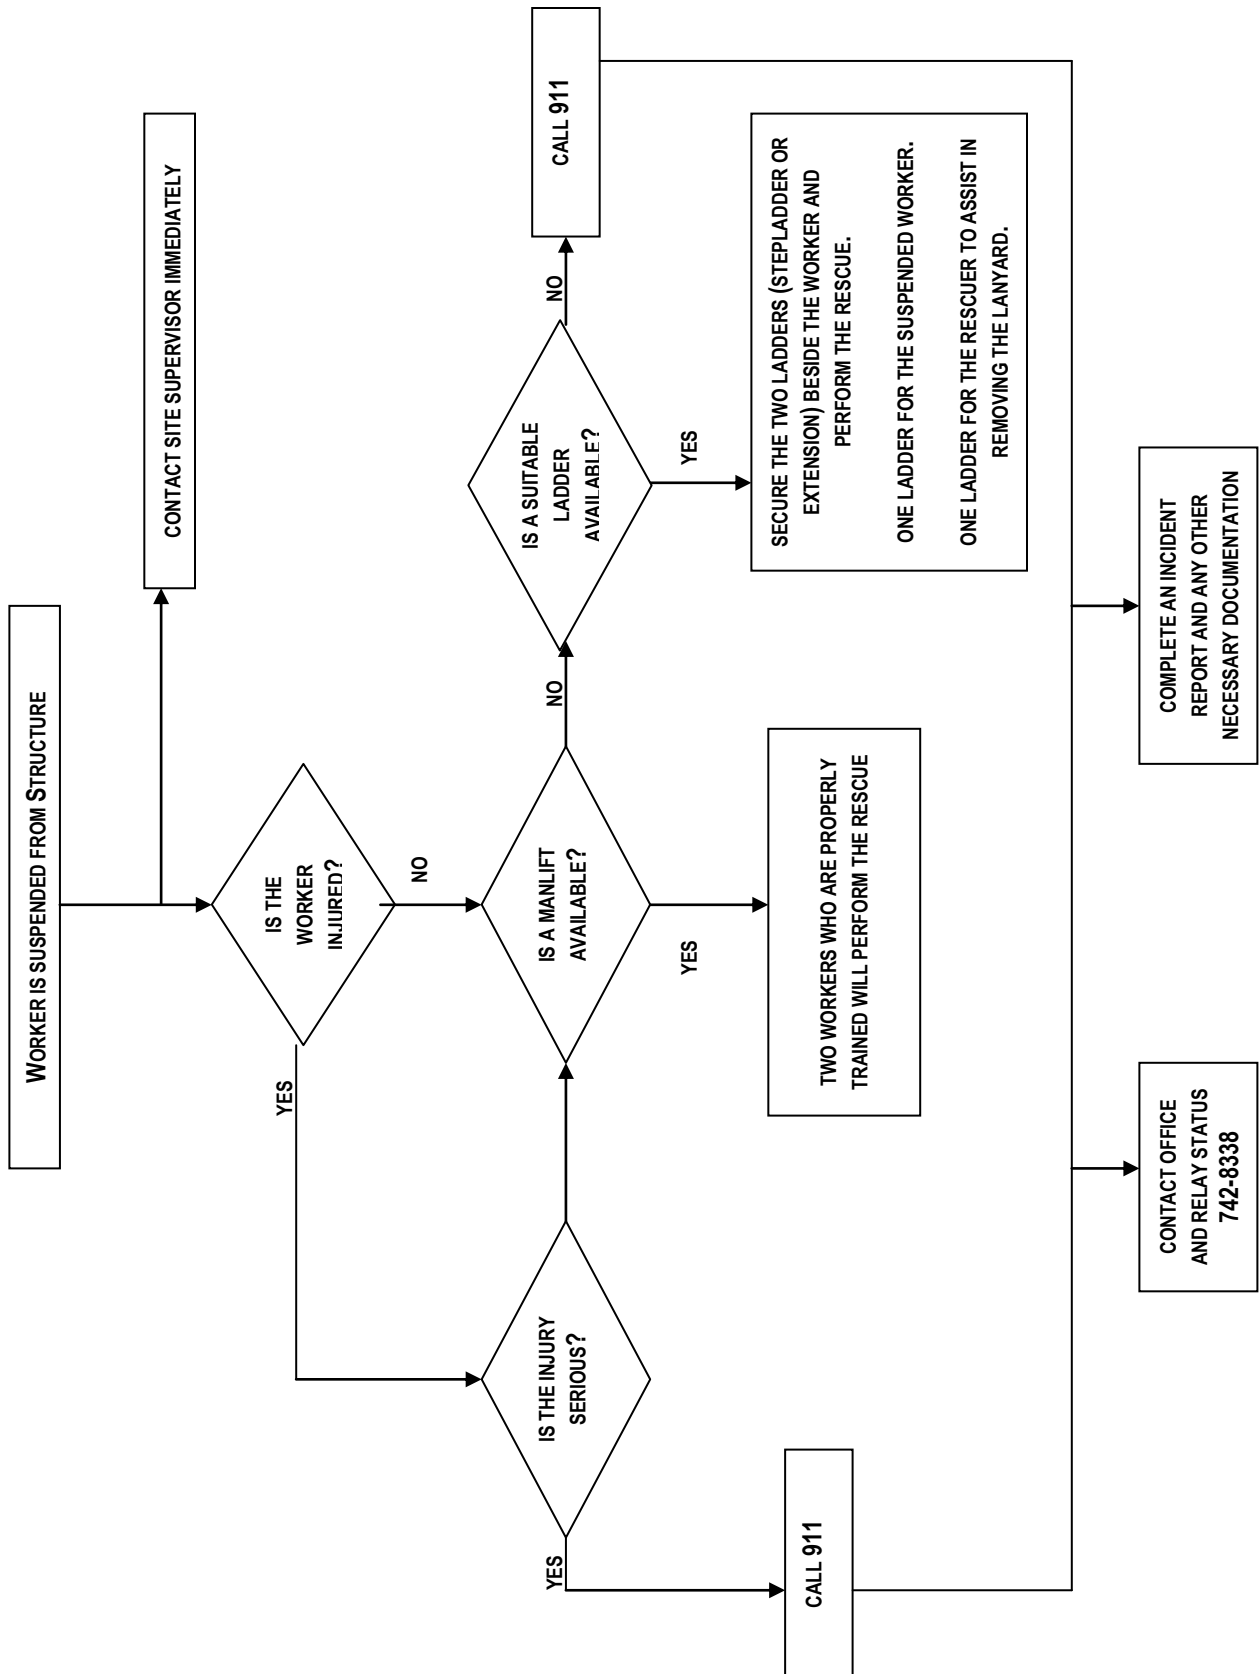 WORKER IS SUSPENDED FROM STRUCTURE
CONTACT SITE SUPERVISOR IMMEDIATELY
IS THE
WORKER
INJURED?
YES
NO
IS THE INJURY
SERIOUS?
IS A MANLIFT
AVAILABLE?
NO
IS A SUITABLE
LADDER
AVAILABLE?
NO
CALL 911
YES
YES
YES
CALL 911
TWO WORKERS WHO ARE PROPERLY
TRAINED WILL PERFORM THE RESCUE
SECURE THE TWO LADDERS (STEPLADDER OR
EXTENSION) BESIDE THE WORKER AND
PERFORM THE RESCUE.
ONE LADDER FOR THE SUSPENDED WORKER.
ONE LADDER FOR THE RESCUER TO ASSIST IN
REMOVING THE LANYARD.
CONTACT OFFICE
AND RELAY STATUS
742-8338
COMPLETE AN INCIDENT
REPORT AND ANY OTHER
NECESSARY DOCUMENTATION